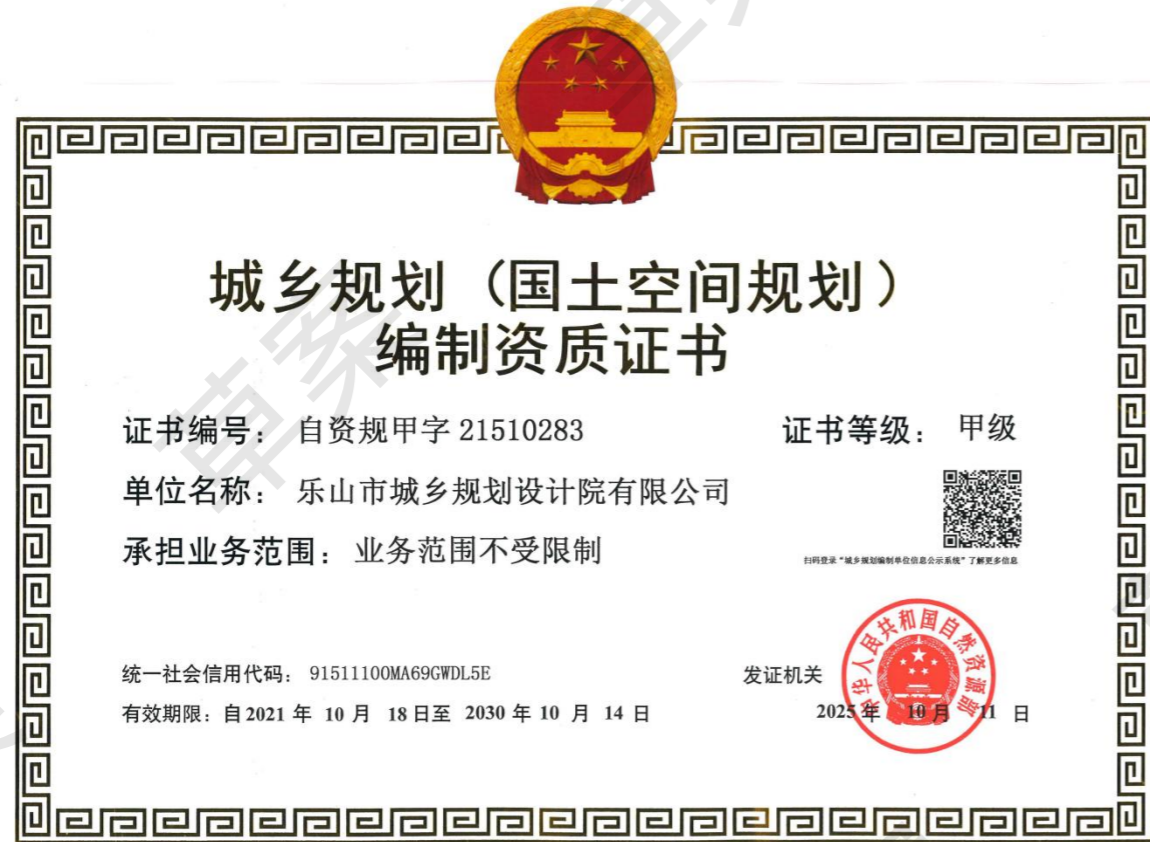 城乡规划（国土空间规划）
编制资质证书
证书编号： 自资规甲字 21510283
证书等级： 甲级
单位名称： 乐山市城乡规划设计院有限公司
承担业务范围： 业务范围不受限制
扫码登录“城乡规划编制单位信息公示系统”了解更多信息
统一社会信用代码： 91511100MA69GWDL5E
发证机关
中华人民共和国自然资源部
有效期限：自2021 年 10 月 18 日至 2030 年 10 月 14 日
2025 年 10 月 11 日
草案